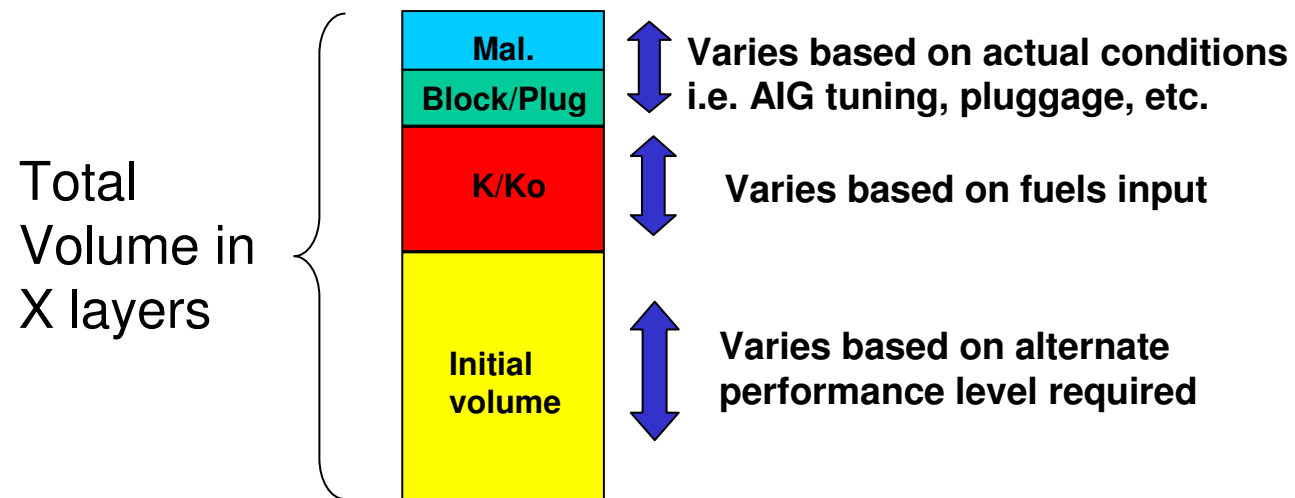 Total
Volume in
X layers
Mal.
Block/Plug
K/Ko
Initial
volume
Varies based on actual conditions
i.e. AIG tuning, pluggage, etc.
Varies based on fuels input
Varies based on alternate
performance level required